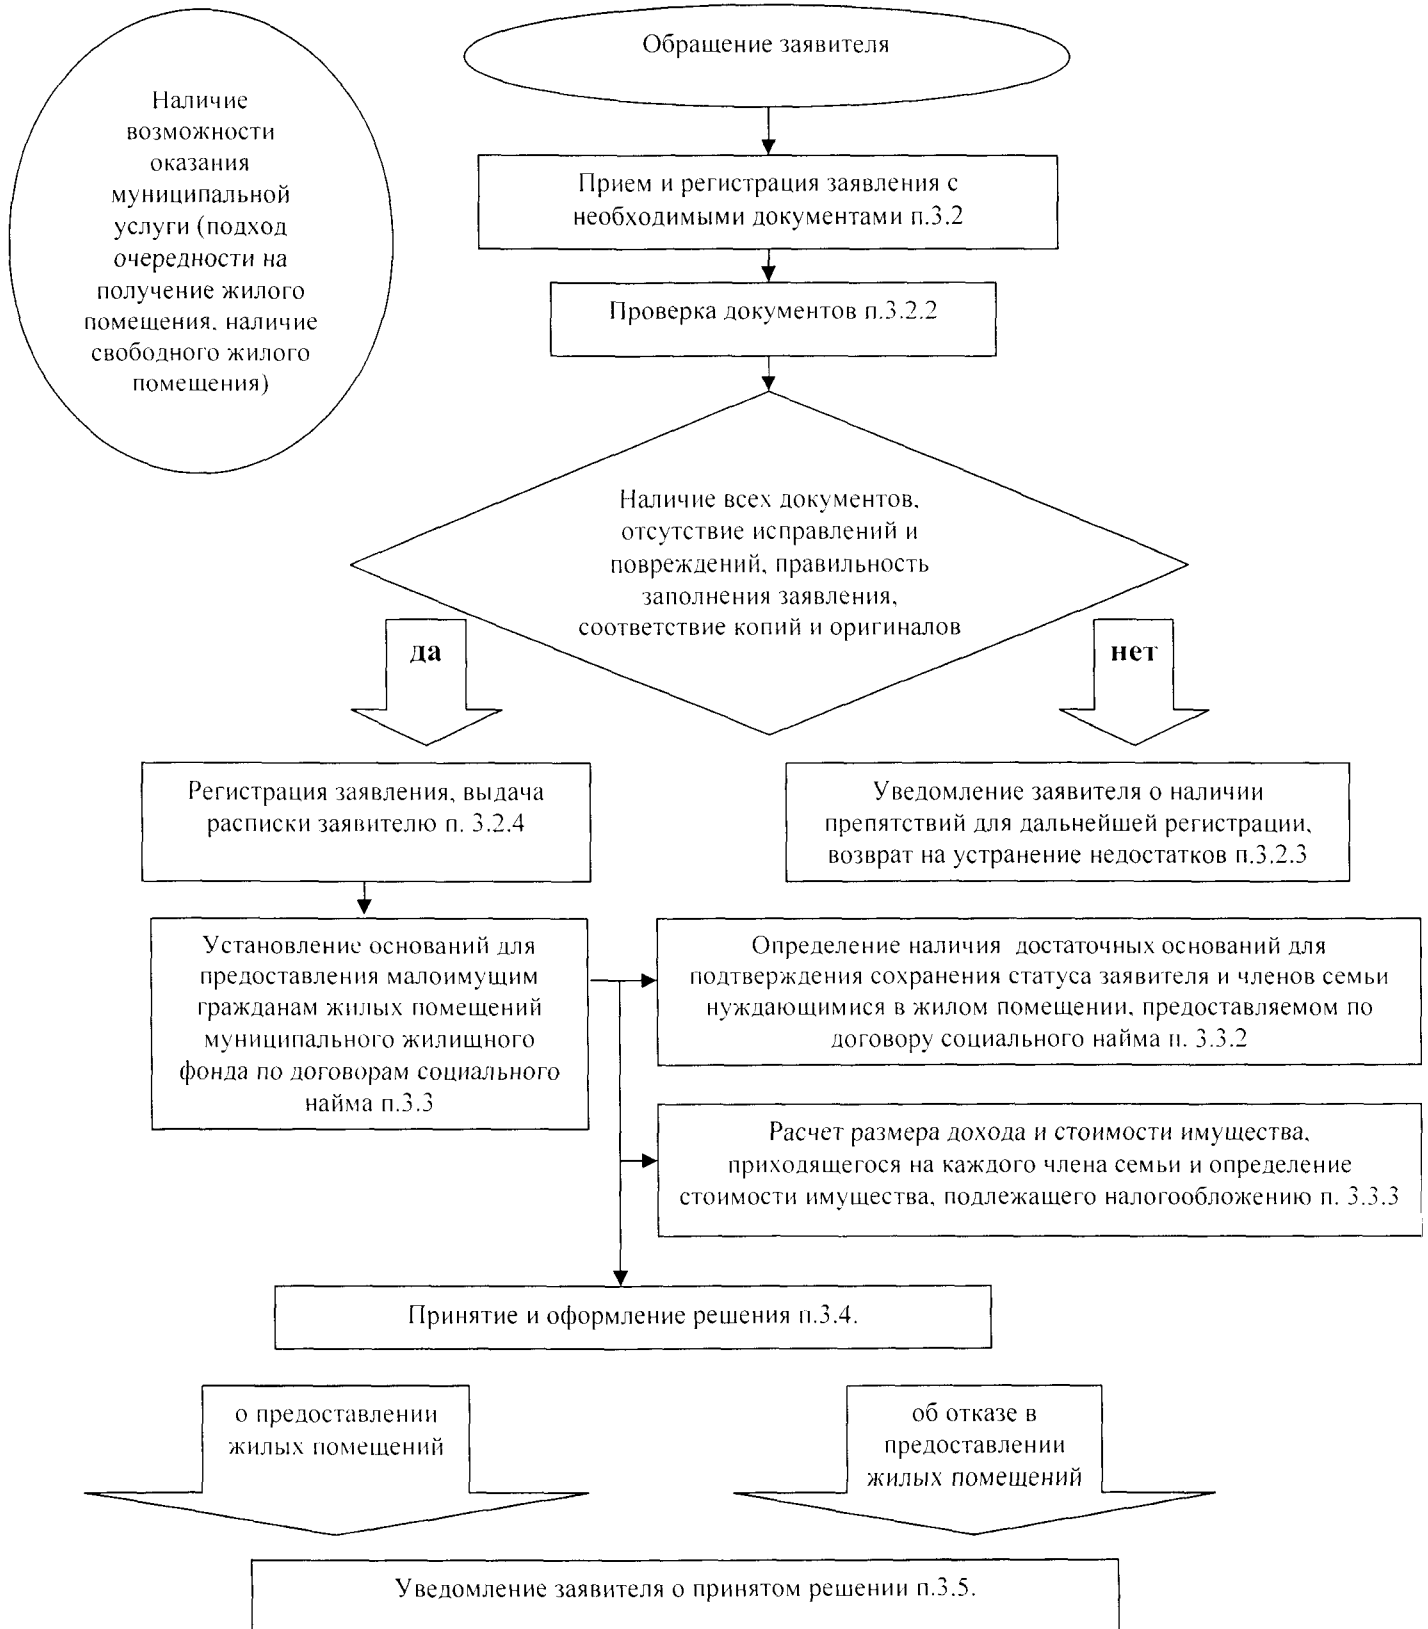 Обращение заявителя
Наличие
возможности
оказания
муниципальной
услуги (подход
очередности на
получение жилого
помещения, наличие
свободного жилого
помещения)
Прием и регистрация заявления с
необходимыми документами п.3.2
Проверка документов п.3.2.2
Наличие всех документов,
отсутствие исправлений и
повреждений, правильность
заполнения заявления,
соответствие копий и оригиналов
да
нет
Регистрация заявления, выдача
расписки заявителю п. 3.2.4
Уведомление заявителя о наличии
препятствий для дальнейшей регистрации,
возврат на устранение недостатков п.3.2.3
Установление оснований для
предоставления малоимущим
гражданам жилых помещений
муниципального жилищного
фонда по договорам социального
найма п.3.3
Определение наличия достаточных оснований для
подтверждения сохранения статуса заявителя и членов семьи
нуждающимися в жилом помещении, предоставляемом по
договору социального найма п. 3.3.2
Расчет размера дохода и стоимости имущества,
приходящегося на каждого члена семьи и определение
стоимости имущества, подлежащего налогообложению п. 3.3.3
Принятие и оформление решения п.3.4.
о предоставлении
жилых помещений
об отказе в
предоставлении
жилых помещений
Уведомление заявителя о принятом решении п.3.5.